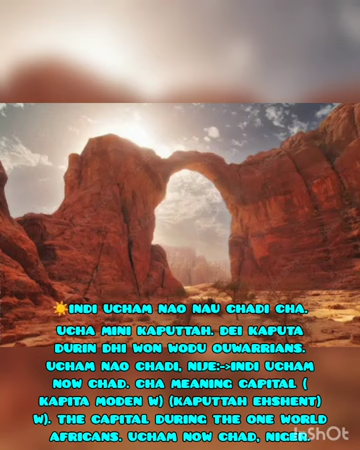 ☀️INDI UCHAM NAO NAU CHADI CHA.
UCHA MINI KAPUTTAH. DEI KAPUTA
DURIN DHI WON WODU OUWARRIANS.
UCHAM NAO CHADI, NIJE:->INDI UCHAM
NOW CHAD. CHA MEANING CAPITAL (
KAPITA MODEN W) (KAPUTTAH EHSHENT)
W). THE CAPITAL DURING THE ONE WORLD
AFRICANS. UCHAM NOW CHAD, NIGER
InShOt